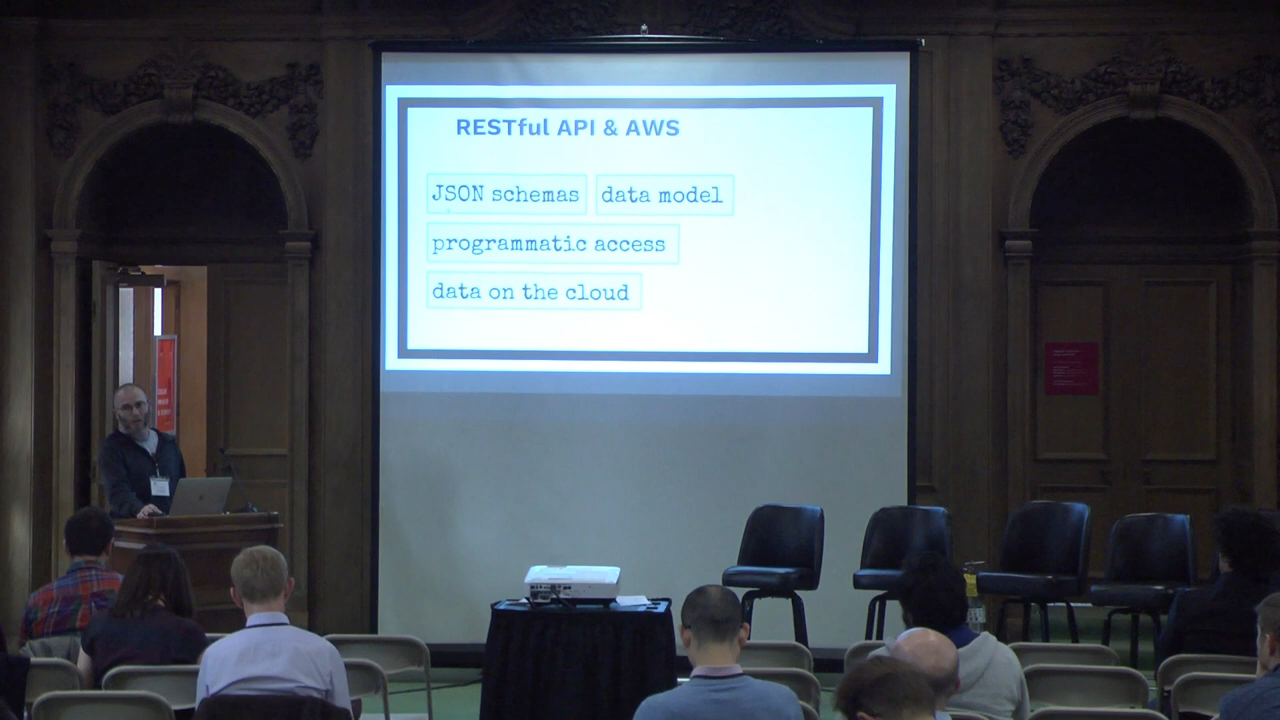 RESTful API & AWS
JSON schemas data model
programmatic access
data on the cloud